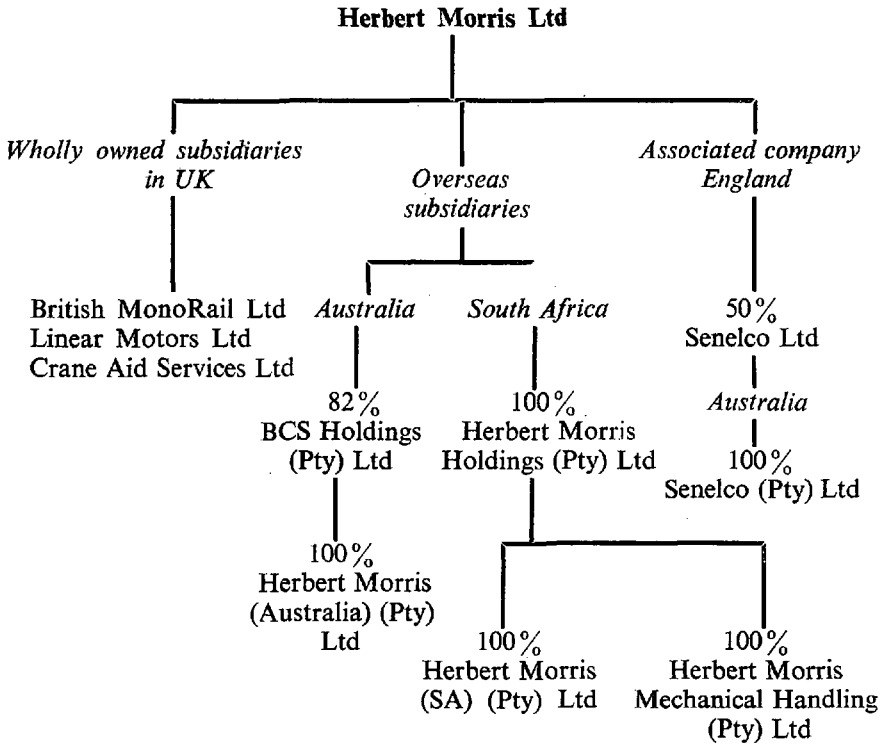 Herbert Morris Ltd
Wholly owned subsidiaries
in UK
Overseas
subsidiaries
Associated company
England
British MonoRail Ltd
Linear Motors Ltd
Crane Aid Services Ltd
Australia
South Africa
50%
Senelco Ltd
82%
BCS Holdings
(Pty) Ltd
100%
Herbert Morris
Holdings (Pty) Ltd
Australia
100%
Senelco (Pty) Ltd
100%
Herbert Morris
(Australia) (Pty)
Ltd
100%
Herbert Morris
(SA) (Pty) Ltd
100%
Herbert Morris
Mechanical Handling
(Pty) Ltd